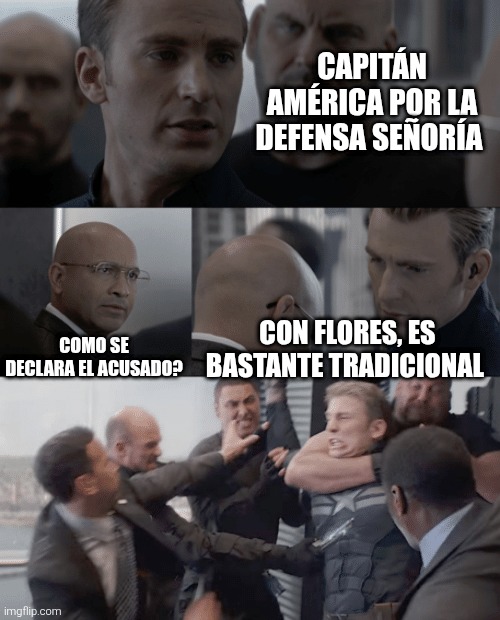 CAPITÁN
AMÉRICA POR LA
DEFENSA SEÑORÍA
COMO SE
DECLARA EL ACUSADO?
CON FLORES, ES
BASTANTE TRADICIONAL
imgflip.com